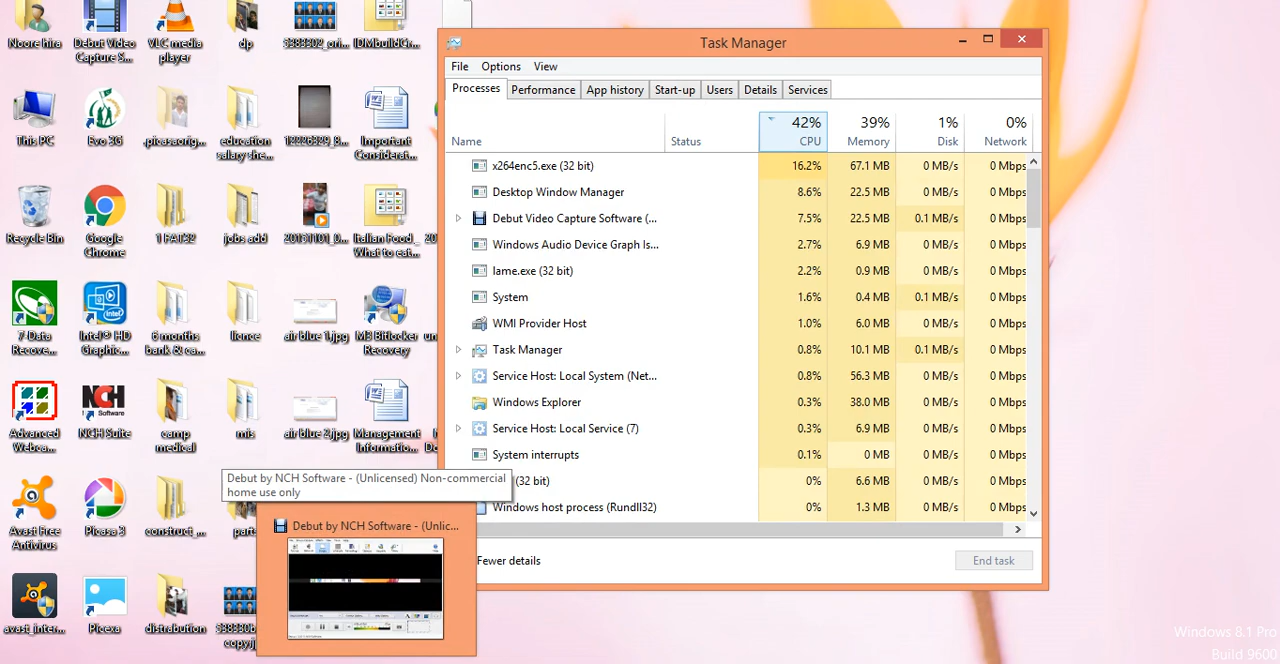 Noore hira
Debut Video
Capture S...
VLC media
player
dp
5383302_ori...
IDMbuildCr...
This PC
Evo 3G
.picasaorig...
education
salary she...
12226329_8...
Important
Considerat...
Recycle Bin
Google
Chrome
1 FAT32
jobs add
20151101_0...
Italian Food_
What to eat...
20
7-Data
Recove...
Intel® HD
Graphic...
6 months
bank & ca...
lience
air blue 1.jpg
M3 Bitlocker
Recovery
un
Advanced
Webca...
NCH
Software
NCH Suite
camp
medical
mis
air blue 2.jpg
Management
Informatio...
Avast Free
Antivirus
Picasa 3
construct_...
avast_inter...
Picexa
distrabution
Task Manager
File Options View
Processes Performance App history Start-up Users Details Services
42% 39% 1% 0%
Name Status CPU Memory Disk Network
x264enc5.exe (32 bit) 16.2% 67.1 MB 0 MB/s 0 Mbps
Desktop Window Manager 8.6% 22.5 MB 0 MB/s 0 Mbps
Debut Video Capture Software (... 7.5% 22.5 MB 0.1 MB/s 0 Mbps
Windows Audio Device Graph Is... 2.7% 6.9 MB 0 MB/s 0 Mbps
lame.exe (32 bit) 2.2% 0.9 MB 0 MB/s 0 Mbps
System 1.6% 0.4 MB 0.1 MB/s 0 Mbps
WMI Provider Host 1.0% 6.0 MB 0 MB/s 0 Mbps
Task Manager 0.8% 10.1 MB 0.1 MB/s 0 Mbps
Service Host: Local System (Net... 0.8% 56.3 MB 0 MB/s 0 Mbps
Windows Explorer 0.3% 38.0 MB 0 MB/s 0 Mbps
Service Host: Local Service (7) 0.3% 6.9 MB 0 MB/s 0 Mbps
System interrupts 0.1% 0 MB 0 MB/s 0 Mbps
(32 bit) 0% 6.6 MB 0 MB/s 0 Mbps
Windows host process (Rundll32) 0% 1.3 MB 0 MB/s 0 Mbps
Fewer details End task
Debut by NCH Software - (Unlicensed) Non-commercial
home use only
Debut by NCH Software - (Unlic...
Windows 8.1 Pro
Build 9600